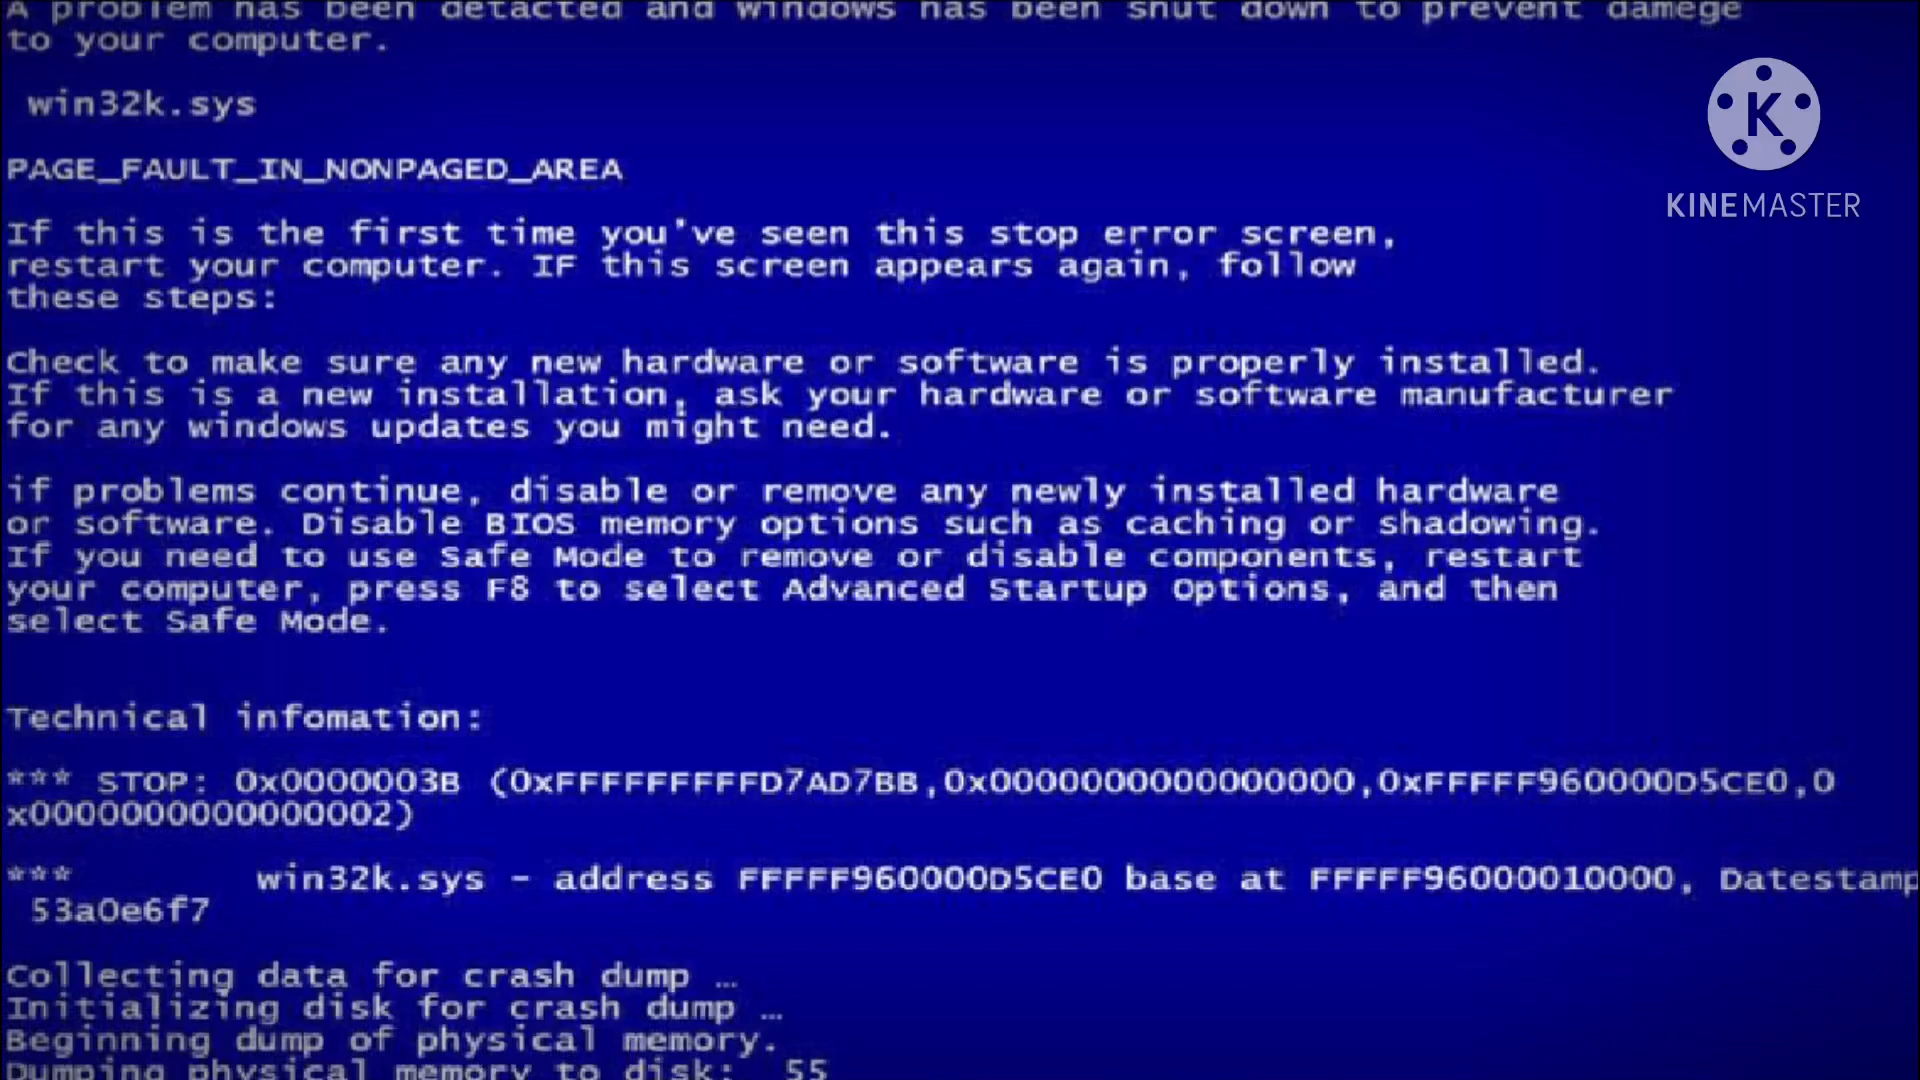 A problem has been detacted and windows has been shut down to prevent damege
to your computer.
win32k.sys
K
KINEMASTER
PAGE_FAULT_IN_NONPAGED_AREA
If this is the first time you've seen this stop error screen,
restart your computer. IF this screen appears again, follow
these steps:
Check to make sure any new hardware or software is properly installed.
If this is a new installation, ask your hardware or software manufacturer
for any windows updates you might need.
if problems continue, disable or remove any newly installed hardware
or software. Disable BIOS memory options such as caching or shadowing.
If you need to use Safe Mode to remove or disable components, restart
your computer, press F8 to select Advanced Startup Options, and then
select Safe Mode.
Technical infomation:
*** STOP: 0x0000003B (0xFFFFFFFFFD7AD7BB,0x0000000000000000,0xFFFFF960000D5CE0,0
x0000000000000002)
*** win32k.sys - address FFFFF960000D5CE0 base at FFFFF96000010000, Datestamp
53a0e6f7
Collecting data for crash dump ...
Initializing disk for crash dump ...
Beginning dump of physical memory.
Dumping physical memory to disk: 55